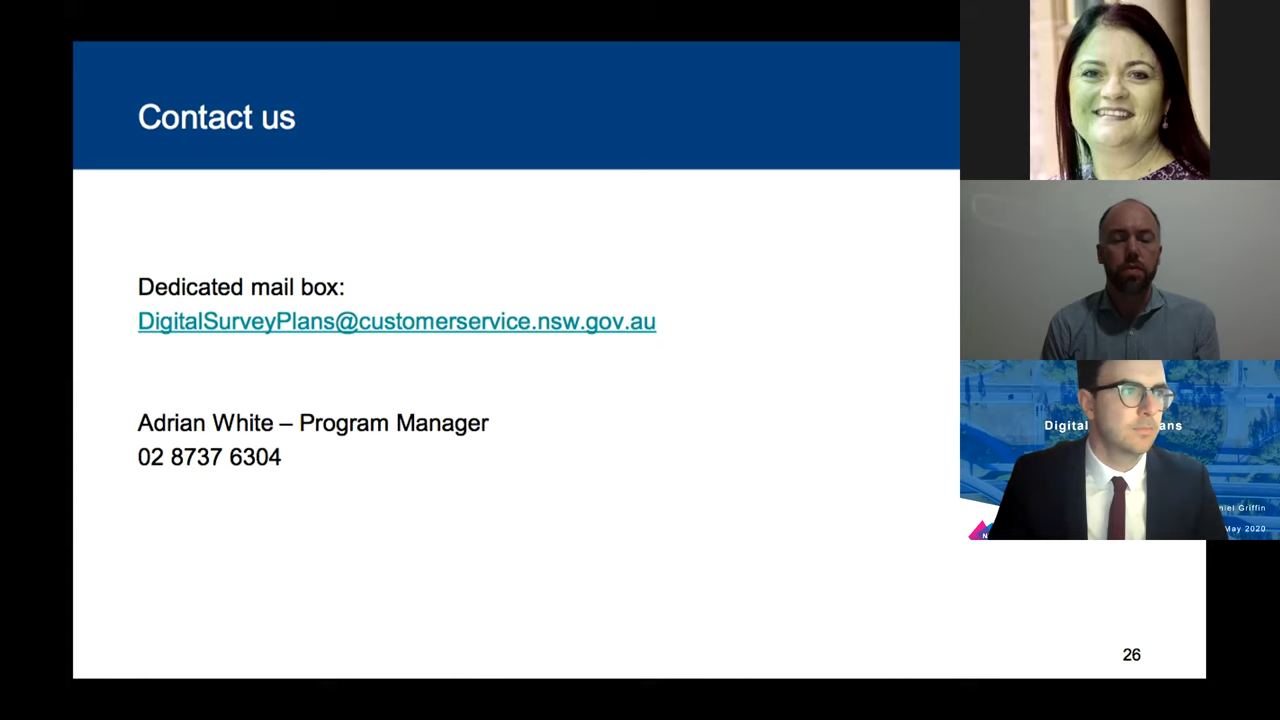 Contact us
Dedicated mail box:
DigitalSurveyPlans@customerservice.nsw.gov.au
Adrian White – Program Manager
02 8737 6304
26
Digital
ans
niel Griffin
May 2020
N